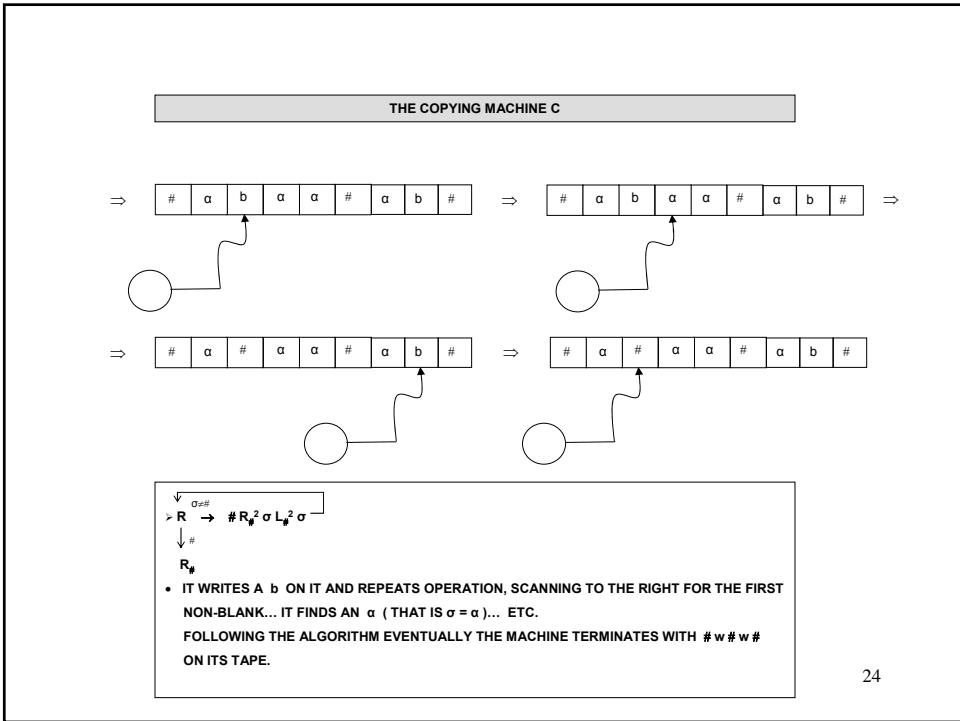 THE COPYING MACHINE C
⇒ # α b α α # α b # ⇒ # α b α α # α b # ⇒
⇒ # α # α α # α b # ⇒ # α # α α # α b #
σ≠#
➢ R → # R#² σ L#² σ
↓ #
R#
• IT WRITES A b ON IT AND REPEATS OPERATION, SCANNING TO THE RIGHT FOR THE FIRST
NON-BLANK… IT FINDS AN α ( THAT IS σ = α )… ETC.
FOLLOWING THE ALGORITHM EVENTUALLY THE MACHINE TERMINATES WITH # w # w #
ON ITS TAPE.
24